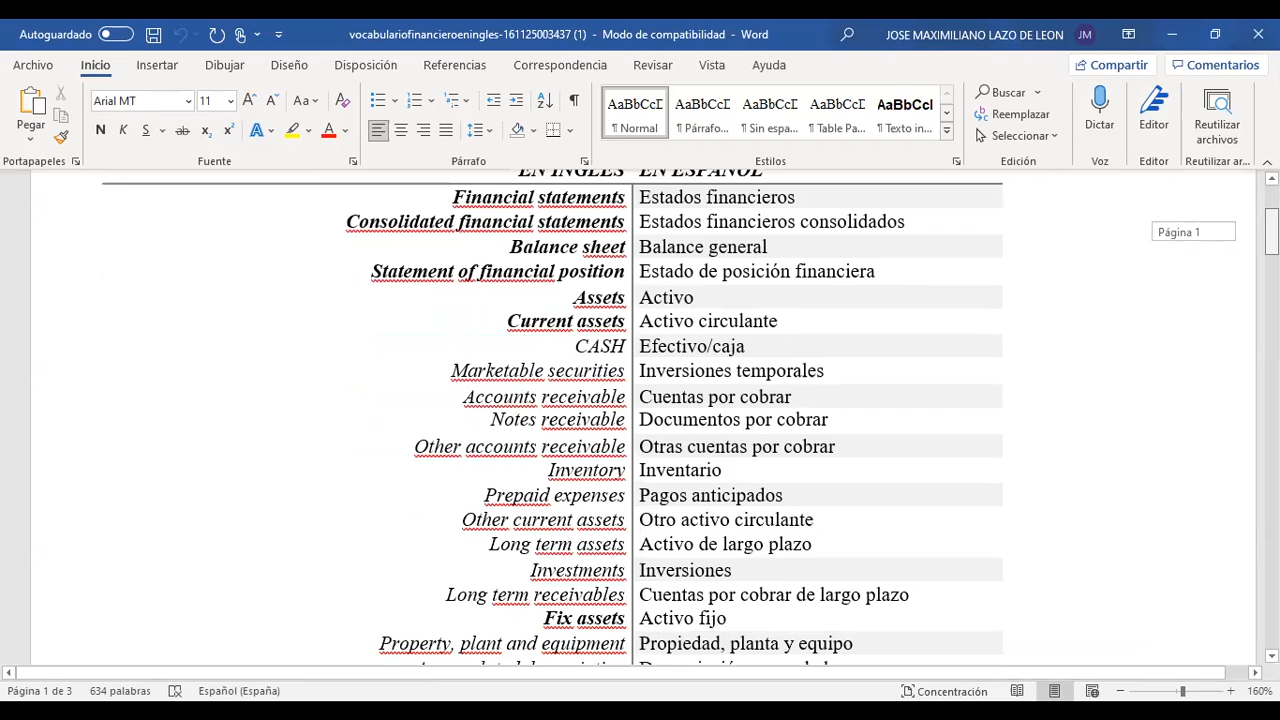 Autoguardado vocabulariofinancieroeningles-161125003437 (1) - Modo de compatibilidad - Word JOSE MAXIMILIANO LAZO DE LEON JM
Archivo Inicio Insertar Dibujar Diseño Disposición Referencias Correspondencia Revisar Vista Ayuda Compartir Comentarios
Pegar
Arial MT 11
AaBbCcI AaBbCcI AaBbCcI AaBbCcI AaBbCcI
¶ Normal ¶ Párrafo... ¶ Sin espa... ¶ Table Pa... ¶ Texto in...
Buscar
Reemplazar
Seleccionar
Dictar
Editor
Reutilizar archivos
Portapapeles Fuente Párrafo Estilos Edición Voz Editor Reutilizar ar...
EN INGLES EN ESPAÑOL
Financial statements Estados financieros
Página 1
Consolidated financial statements Estados financieros consolidados
Balance sheet Balance general
Statement of financial position Estado de posición financiera
Assets Activo
Current assets Activo circulante
CASH Efectivo/caja
Marketable securities Inversiones temporales
Accounts receivable Cuentas por cobrar
Notes receivable Documentos por cobrar
Other accounts receivable Otras cuentas por cobrar
Inventory Inventario
Prepaid expenses Pagos anticipados
Other current assets Otro activo circulante
Long term assets Activo de largo plazo
Investments Inversiones
Long term receivables Cuentas por cobrar de largo plazo
Fix assets Activo fijo
Property, plant and equipment Propiedad, planta y equipo
Página 1 de 3 634 palabras Español (España) Concentración 160%